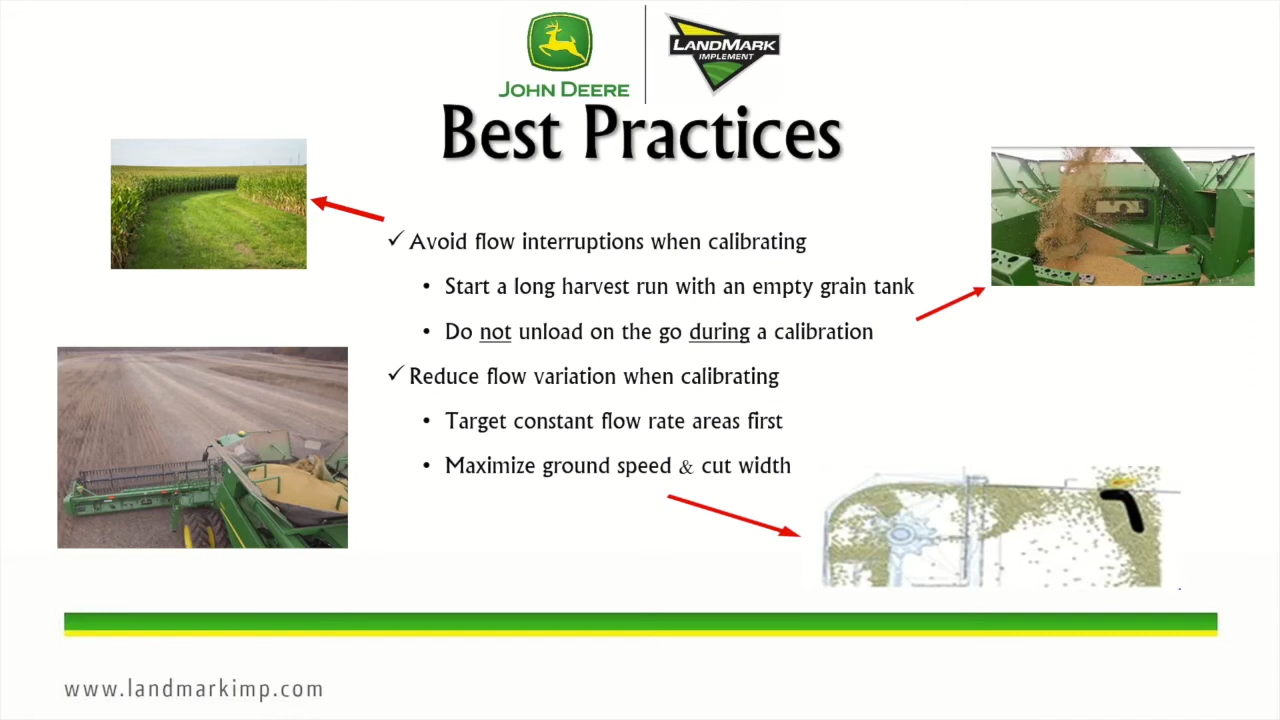 JOHN DEERE
LANDMARK
IMPLEMENT
Best Practices
✓ Avoid flow interruptions when calibrating
• Start a long harvest run with an empty grain tank
• Do not unload on the go during a calibration
✓ Reduce flow variation when calibrating
• Target constant flow rate areas first
• Maximize ground speed & cut width
www.landmarkimp.com